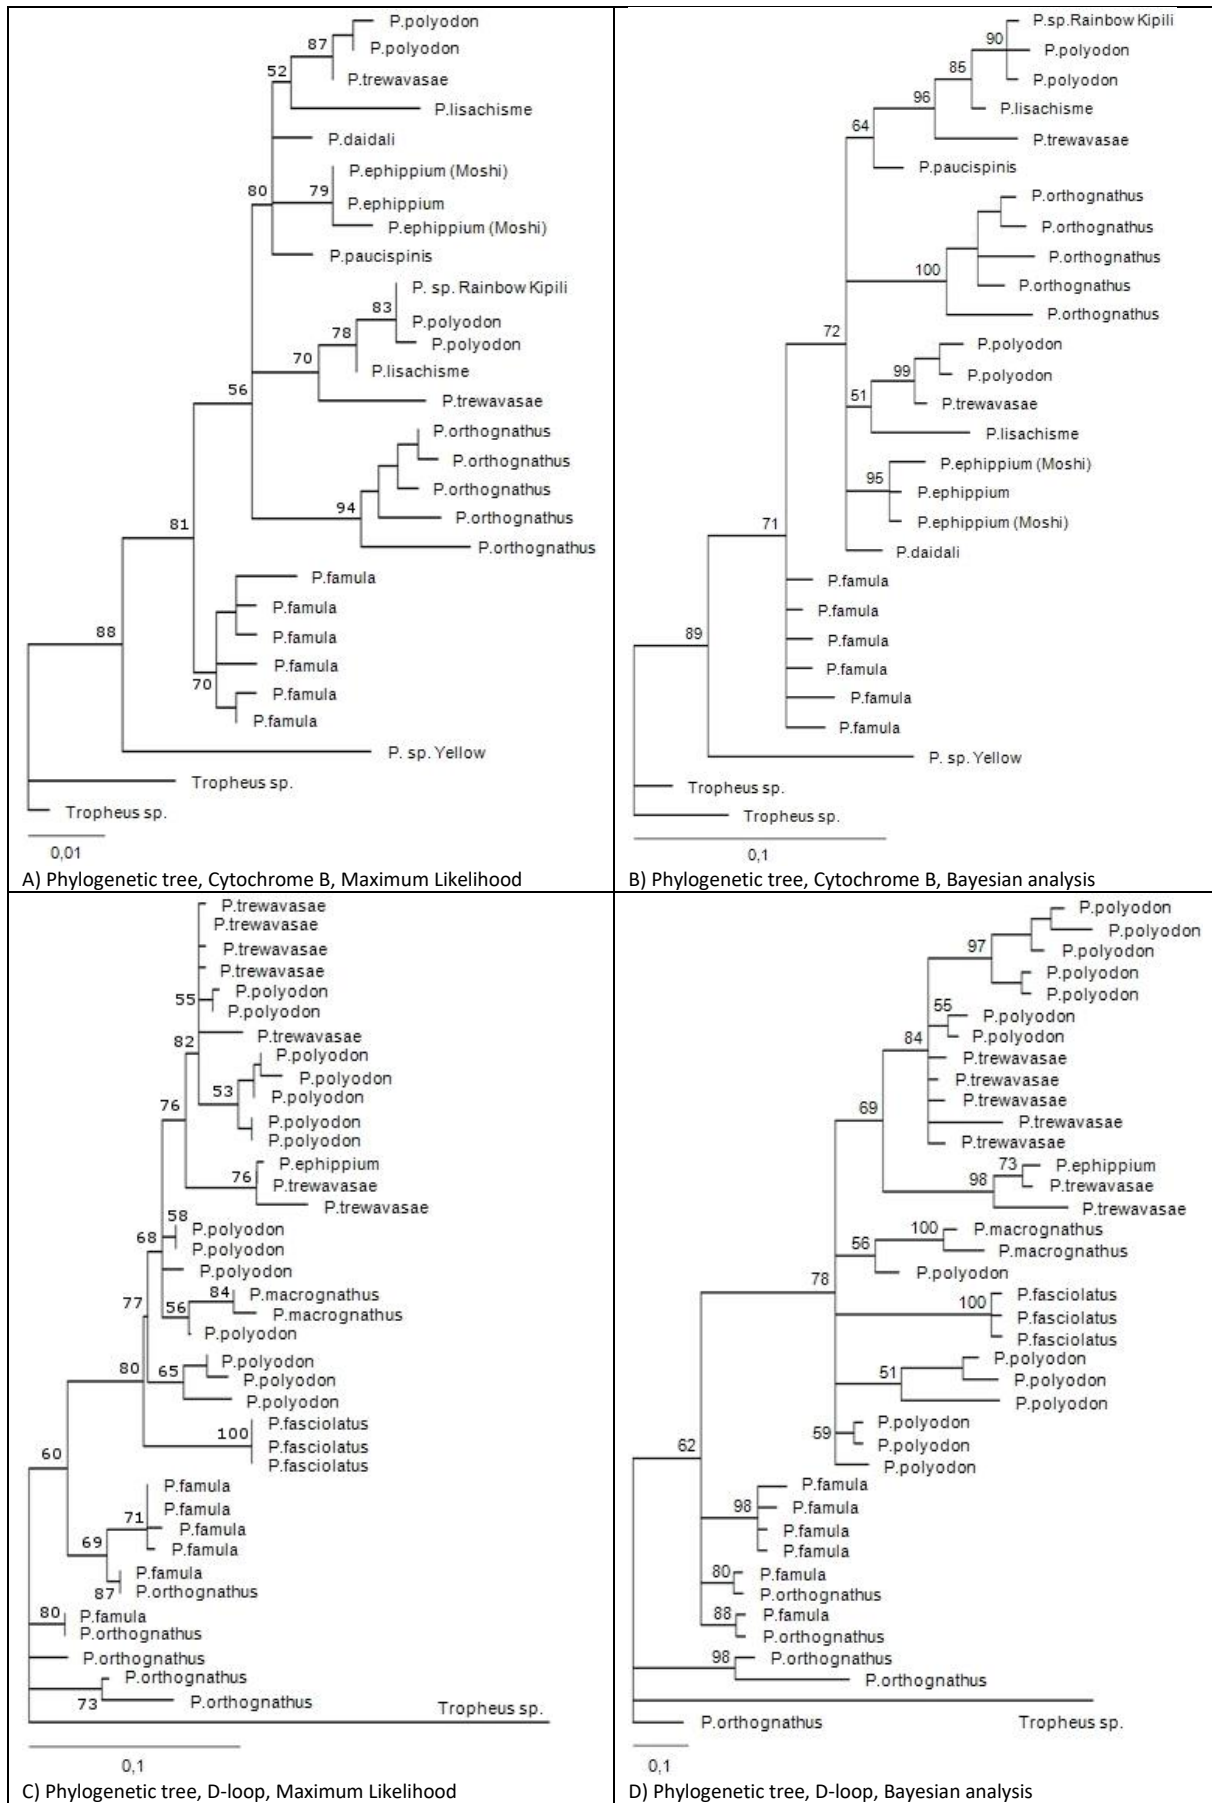 P.polyodon
87
P.polyodon
52
P.trewavasae
P.lisachisme
P.daidali
P.ephippium (Moshi)
80
79
P.ephippium
P.ephippium (Moshi)
P.paucispinis
P. sp. Rainbow Kipili
83
P.polyodon
78
P.polyodon
70
P.lisachisme
56
P.trewavasae
P.orthognathus
P.orthognathus
P.orthognathus
94
P.orthognathus
81
P.orthognathus
P.famula
P.famula
88
P.famula
P.famula
70
P.famula
P.famula
P. sp. Yellow
Tropheus sp.
Tropheus sp.
0,01
A) Phylogenetic tree, Cytochrome B, Maximum Likelihood
P.sp.Rainbow Kipili
90
P.polyodon
85
P.polyodon
96
P.lisachisme
64
P.trewavasae
P.paucispinis
P.orthognathus
P.orthognathus
P.orthognathus
100
P.orthognathus
P.orthognathus
72
P.polyodon
99
P.polyodon
51
P.trewavasae
P.lisachisme
P.ephippium (Moshi)
95
P.ephippium
P.ephippium (Moshi)
71
P.daidali
P.famula
P.famula
89
P.famula
P.famula
P.famula
P.famula
P. sp. Yellow
Tropheus sp.
Tropheus sp.
0,1
B) Phylogenetic tree, Cytochrome B, Bayesian analysis
P.trewavasae
P.trewavasae
P.trewavasae
P.trewavasae
55
P.polyodon
P.polyodon
82
P.trewavasae
P.polyodon
P.polyodon
53
P.polyodon
76
P.polyodon
P.polyodon
P.ephippium
76
P.trewavasae
P.trewavasae
58
P.polyodon
68
P.polyodon
P.polyodon
84
P.macrognathus
77
56
P.macrognathus
P.polyodon
80
65
P.polyodon
P.polyodon
P.polyodon
P.fasciolatus
100
P.fasciolatus
P.fasciolatus
60
P.famula
P.famula
71
P.famula
69
P.famula
P.famula
87
P.orthognathus
80
P.famula
P.orthognathus
P.orthognathus
P.orthognathus
73
P.orthognathus
Tropheus sp.
0,1
C) Phylogenetic tree, D-loop, Maximum Likelihood
P.polyodon
P.polyodon
97
P.polyodon
P.polyodon
P.polyodon
55
P.polyodon
84
P.polyodon
P.trewavasae
P.trewavasae
P.trewavasae
69
P.trewavasae
P.trewavasae
73
P.ephippium
98
P.trewavasae
P.trewavasae
100
P.macrognathus
56
P.macrognathus
78
P.polyodon
100
P.fasciolatus
P.fasciolatus
P.fasciolatus
P.polyodon
51
P.polyodon
P.polyodon
P.polyodon
59
P.polyodon
62
P.polyodon
P.famula
98
P.famula
P.famula
P.famula
80
P.famula
P.orthognathus
88
P.famula
P.orthognathus
98
P.orthognathus
P.orthognathus
P.orthognathus
Tropheus sp.
0,1
D) Phylogenetic tree, D-loop, Bayesian analysis